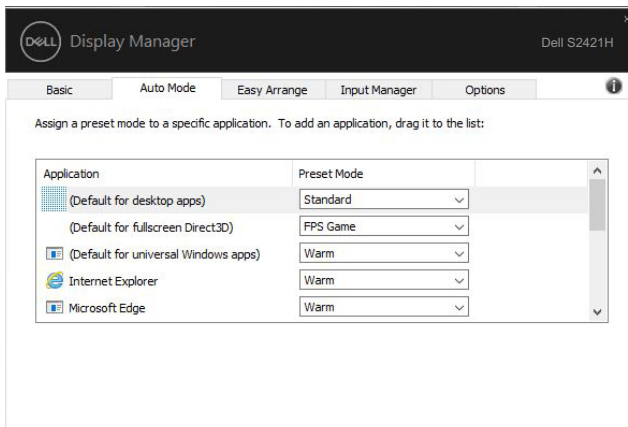 DELL Display Manager
Dell S2421H
Basic Auto Mode Easy Arrange Input Manager Options
Assign a preset mode to a specific application. To add an application, drag it to the list:
Application Preset Mode
(Default for desktop apps) Standard
(Default for fullscreen Direct3D) FPS Game
(Default for universal Windows apps) Warm
Internet Explorer Warm
Microsoft Edge Warm